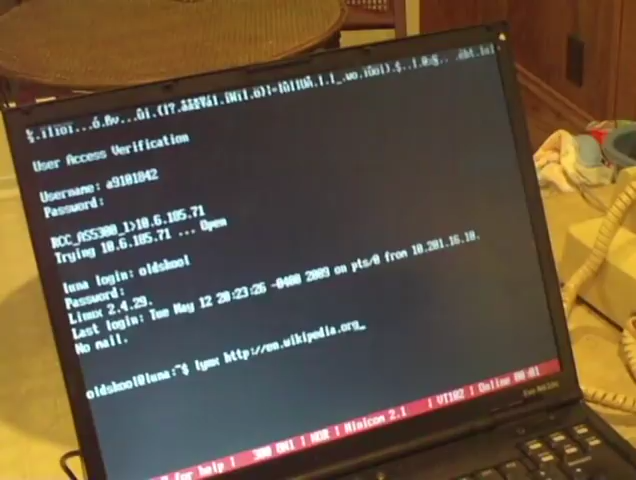 User Access Verification
Username: a9101042
Password:
RCC_AS5300_1>10.6.105.71
Trying 10.6.105.71 ... Open
luna login: oldskool
Password:
Linux 2.4.29.
Last login: Tue May 12 20:23:26 -0400 2009 on pts/0 from 10.201.16.10.
No mail.
oldskool@luna:~$ lynx http://en.wikipedia.org_
for help | 300 8N1 | NOR | Minicom 2.1 | VT102 | Online 00:01